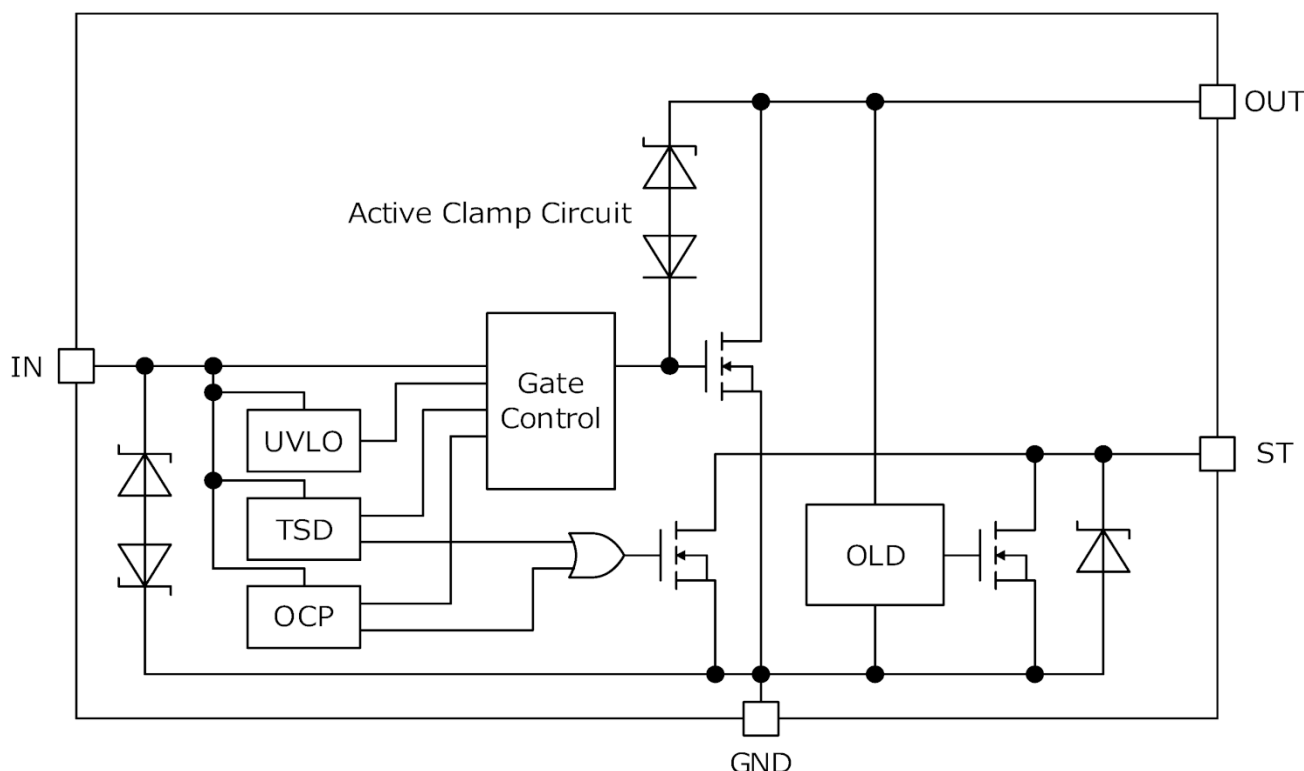 OUT
Active Clamp Circuit
IN
Gate
Control
UVLO
ST
TSD
OLD
OCP
GND